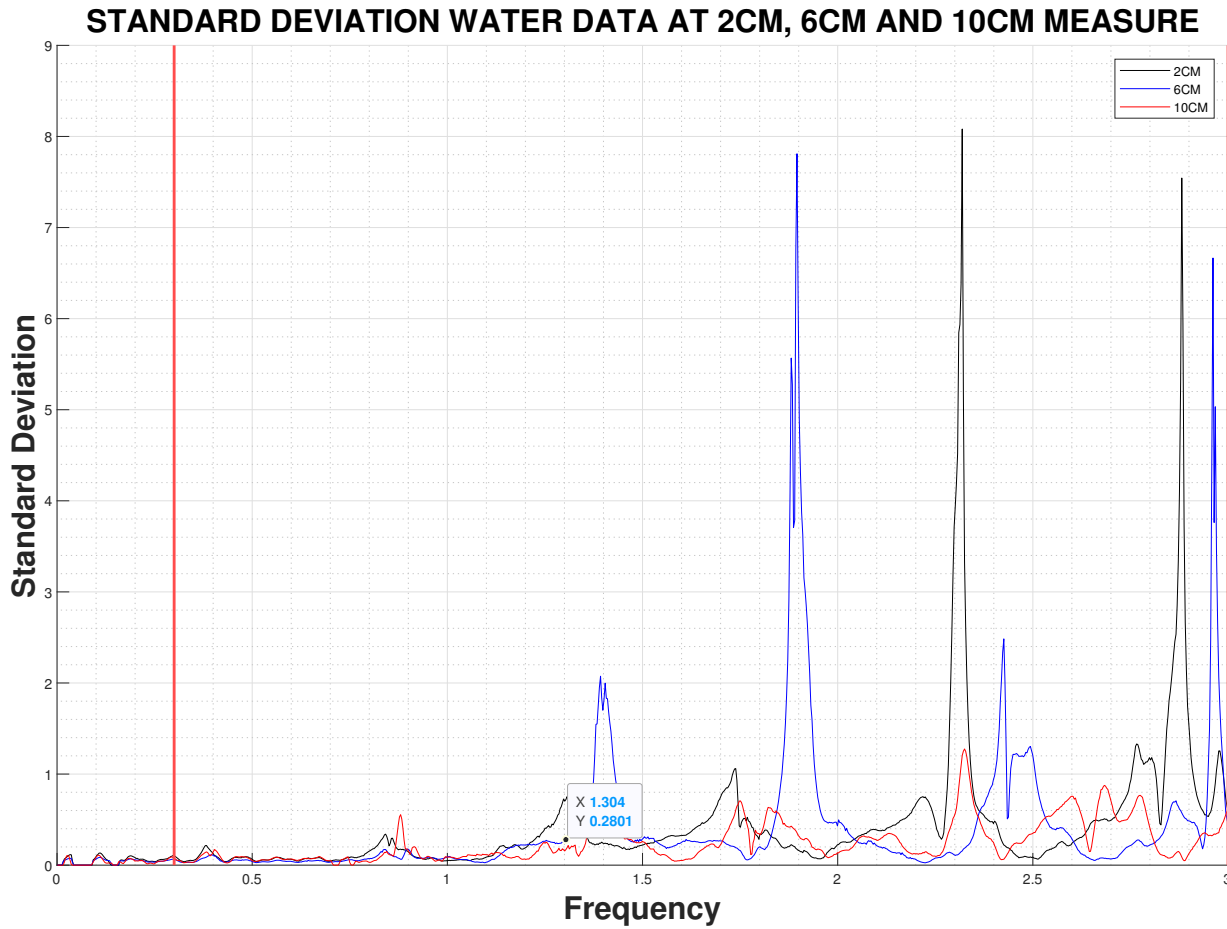 STANDARD DEVIATION WATER DATA AT 2CM, 6CM AND 10CM MEASURE
9
8
7
6
5
4
3
2
1
0
Standard Deviation
2CM
6CM
10CM
X 1.304
Y 0.2801
0 0.5 1 1.5 2 2.5 3
Frequency